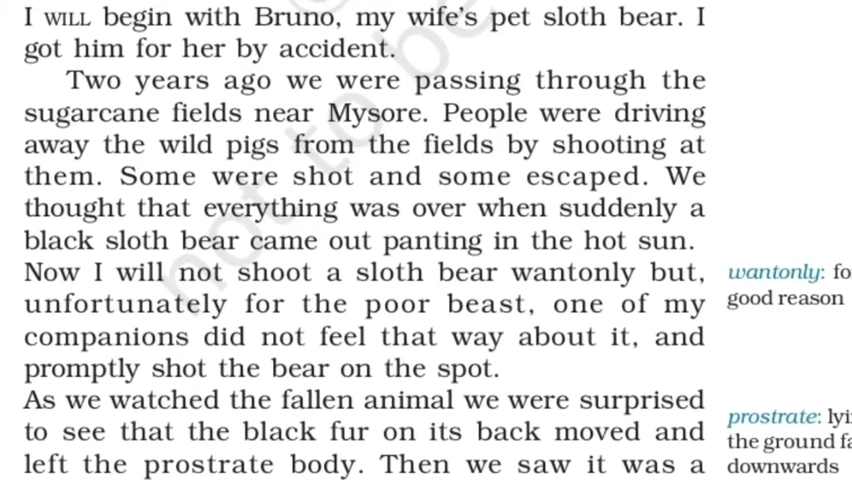 I WILL begin with Bruno, my wife's pet sloth bear. I
got him for her by accident.
Two years ago we were passing through the
sugarcane fields near Mysore. People were driving
away the wild pigs from the fields by shooting at
them. Some were shot and some escaped. We
thought that everything was over when suddenly a
black sloth bear came out panting in the hot sun.
Now I will not shoot a sloth bear wantonly but,
unfortunately for the poor beast, one of my
companions did not feel that way about it, and
promptly shot the bear on the spot.
As we watched the fallen animal we were surprised
to see that the black fur on its back moved and
left the prostrate body. Then we saw it was a
wantonly:
good reason
prostrate:
the ground
downwards
not to be